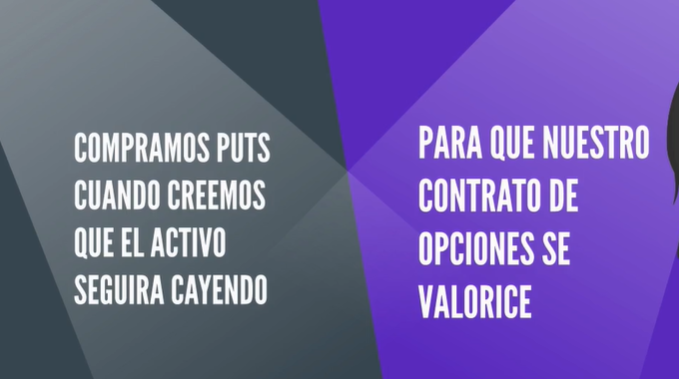 COMPRAMOS PUTS
CUANDO CREEMOS
QUE EL ACTIVO
SEGUIRA CAYENDO
PARA QUE NUESTRO
CONTRATO DE
OPCIONES SE
VALORICE